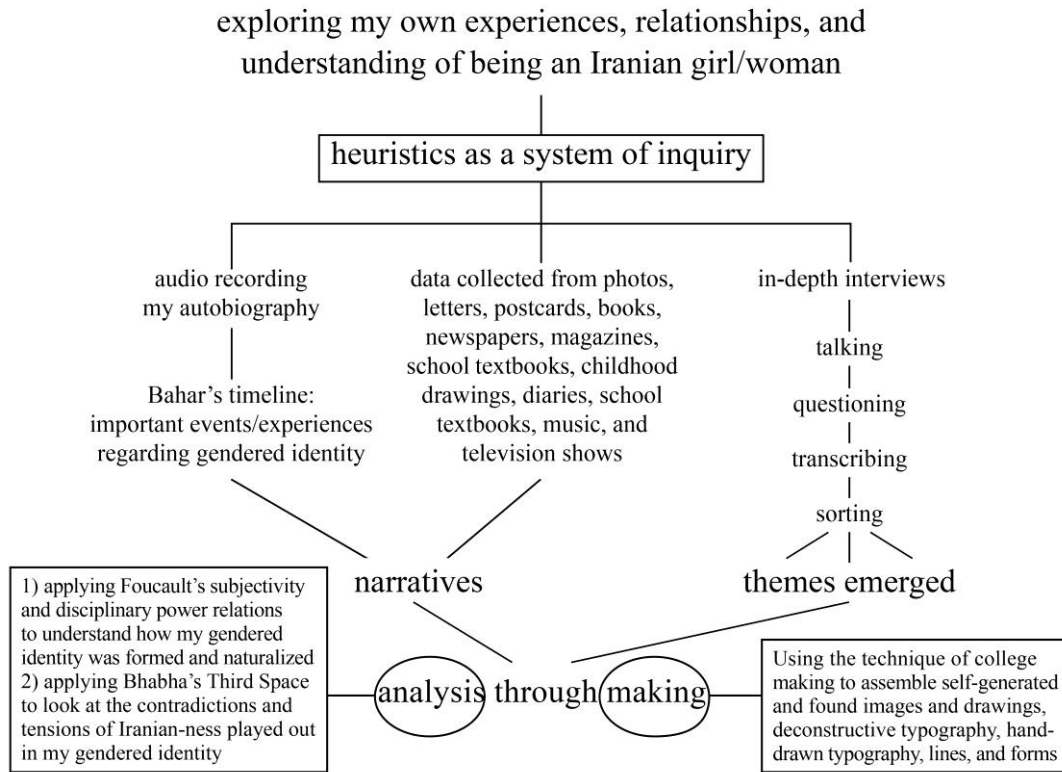 exploring my own experiences, relationships, and
understanding of being an Iranian girl/woman
heuristics as a system of inquiry
audio recording
my autobiography
Bahar's timeline:
important events/experiences
regarding gendered identity
data collected from photos,
letters, postcards, books,
newspapers, magazines,
school textbooks, childhood
drawings, diaries, school
textbooks, music, and
television shows
in-depth interviews
talking
questioning
transcribing
sorting
narratives
themes emerged
1) applying Foucault's subjectivity
and disciplinary power relations
to understand how my gendered
identity was formed and naturalized
2) applying Bhabha's Third Space
to look at the contradictions and
tensions of Iranian-ness played out
in my gendered identity
analysis through making
Using the technique of college
making to assemble self-generated
and found images and drawings,
deconstructive typography, hand-
drawn typography, lines, and forms